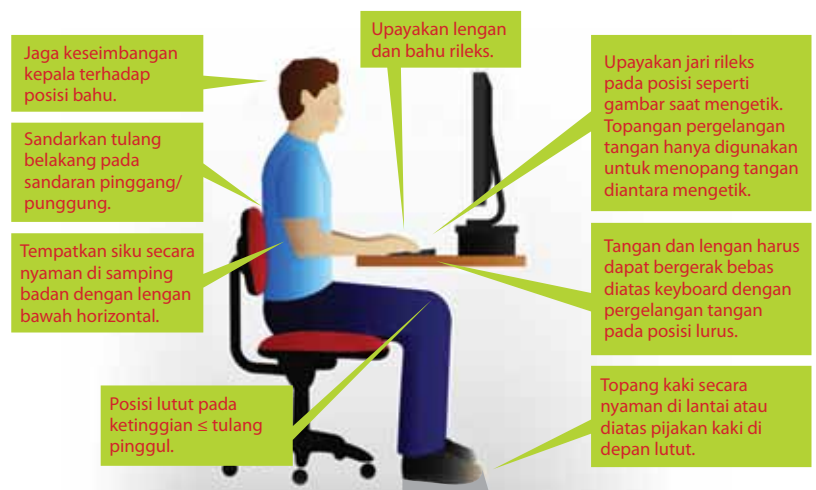 Jaga keseimbangan
kepala terhadap
posisi bahu.
Sandarkan tulang
belakang pada
sandaran pinggang/
punggung.
Tempatkan siku secara
nyaman di samping
badan dengan lengan
bawah horizontal.
Posisi lutut pada
ketinggian ≤ tulang
pinggul.
Upayakan lengan
dan bahu rileks.
Upayakan jari rileks
pada posisi seperti
gambar saat mengetik.
Topangan pergelangan
tangan hanya digunakan
untuk menopang tangan
diantara mengetik.
Tangan dan lengan harus
dapat bergerak bebas
diatas keyboard dengan
pergelangan tangan
pada posisi lurus.
Topang kaki secara
nyaman di lantai atau
diatas pijakan kaki di
depan lutut.